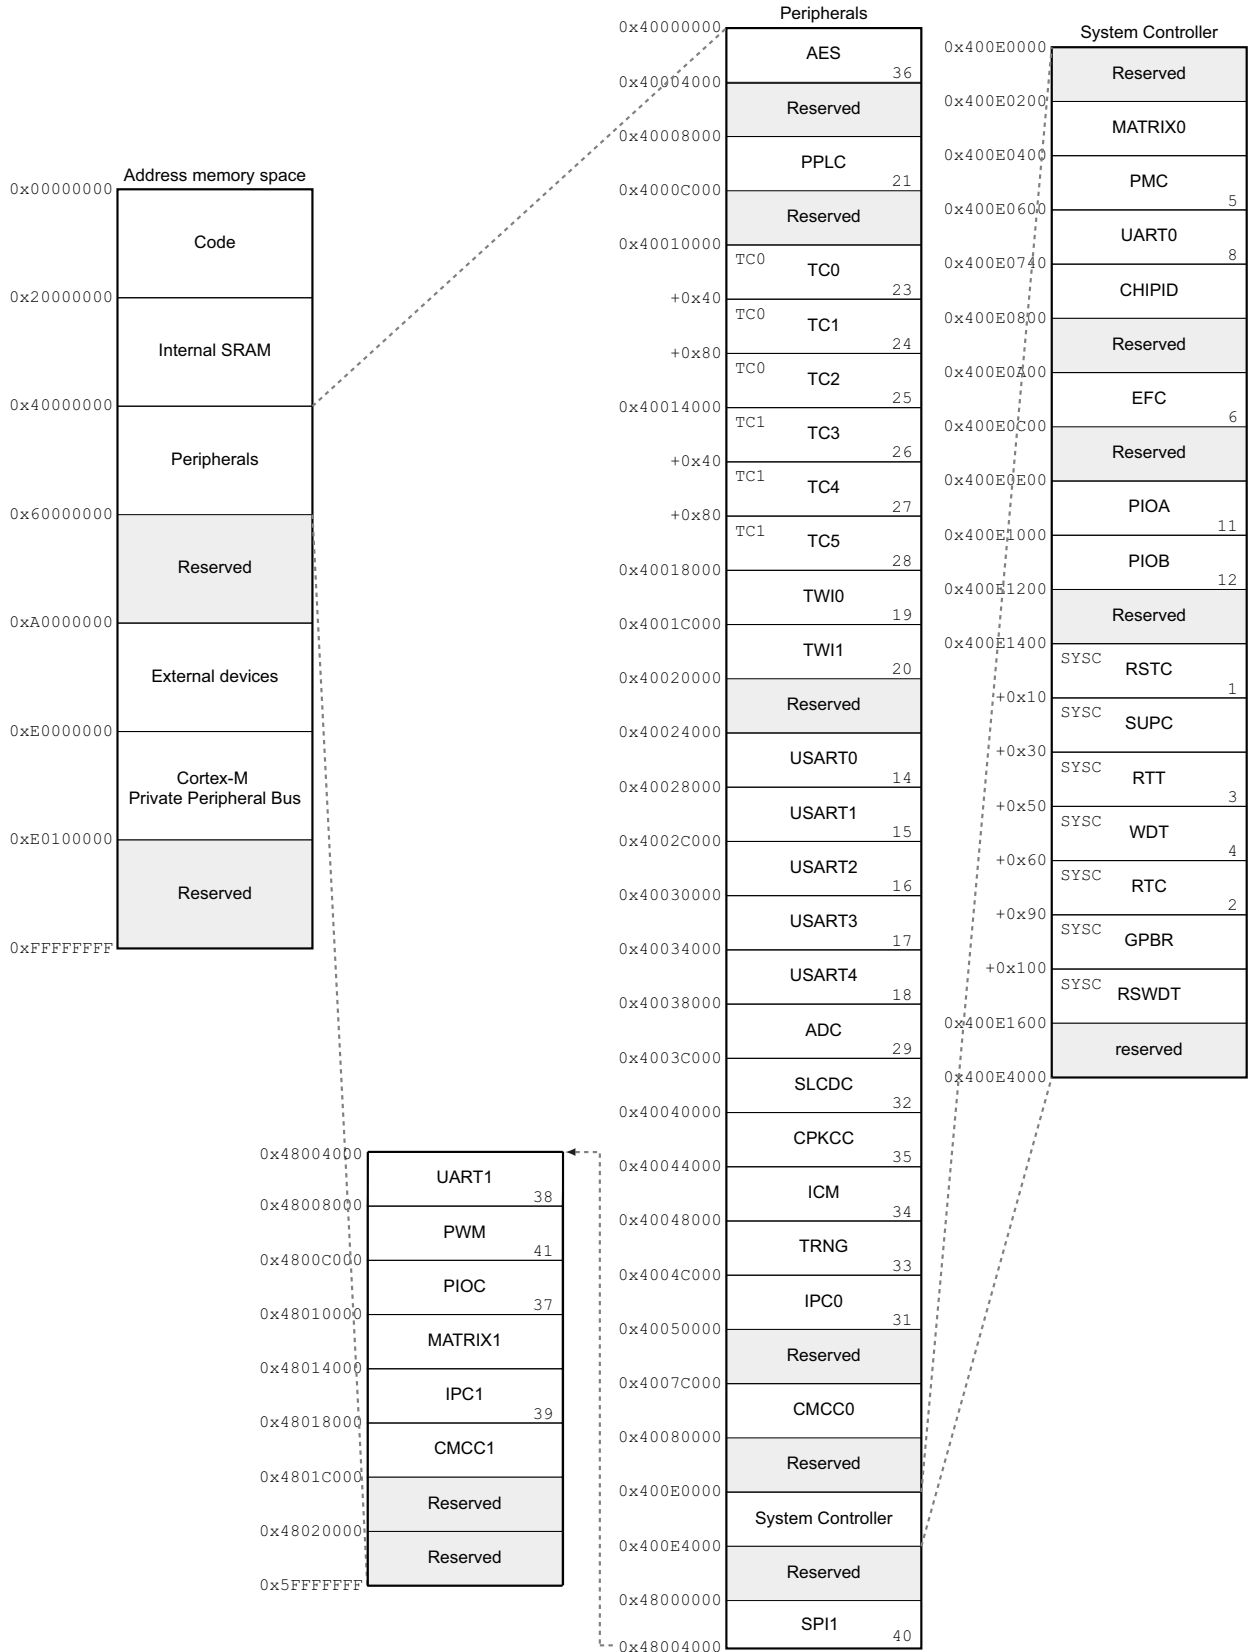 Address memory space
0x00000000
Code
0x20000000
Internal SRAM
0x40000000
Peripherals
0x60000000
Reserved
0xA0000000
External devices
0xE0000000
Cortex-M
Private Peripheral Bus
0xE0100000
Reserved
0xFFFFFFFF
Peripherals
0x40000000
AES
36
0x40004000
Reserved
0x40008000
PPLC
21
0x4000C000
Reserved
0x40010000
TC0
TC0
23
+0x40
TC0
TC1
24
+0x80
TC0
TC2
25
0x40014000
TC1
TC3
26
+0x40
TC1
TC4
27
+0x80
TC1
TC5
28
0x40018000
TWI0
19
0x4001C000
TWI1
20
0x40020000
Reserved
0x40024000
USART0
14
0x40028000
USART1
15
0x4002C000
USART2
16
0x40030000
USART3
17
0x40034000
USART4
18
0x40038000
ADC
29
0x4003C000
SLCDC
32
0x40040000
CPKCC
35
0x40044000
ICM
34
0x40048000
TRNG
33
0x4004C000
IPC0
31
0x40050000
Reserved
0x4007C000
CMCC0
0x40080000
Reserved
0x400E0000
System Controller
0x400E4000
Reserved
0x48000000
SPI1
40
0x48004000
0x48004000
UART1
38
0x48008000
PWM
41
0x4800C000
PIOC
37
0x48010000
MATRIX1
0x48014000
IPC1
39
0x48018000
CMCC1
0x4801C000
Reserved
0x48020000
Reserved
0x5FFFFFFF
System Controller
0x400E0000
Reserved
0x400E0200
MATRIX0
0x400E0400
PMC
5
0x400E0600
UART0
8
0x400E0740
CHIPID
0x400E0800
Reserved
0x400E0A00
EFC
6
0x400E0C00
Reserved
0x400E0E00
PIOA
11
0x400E1000
PIOB
12
0x400E1200
Reserved
0x400E1400
SYSC
RSTC
1
+0x10
SYSC
SUPC
+0x30
SYSC
RTT
3
+0x50
SYSC
WDT
4
+0x60
SYSC
RTC
2
+0x90
SYSC
GPBR
+0x100
SYSC
RSWDT
0x400E1600
reserved
0x400E4000